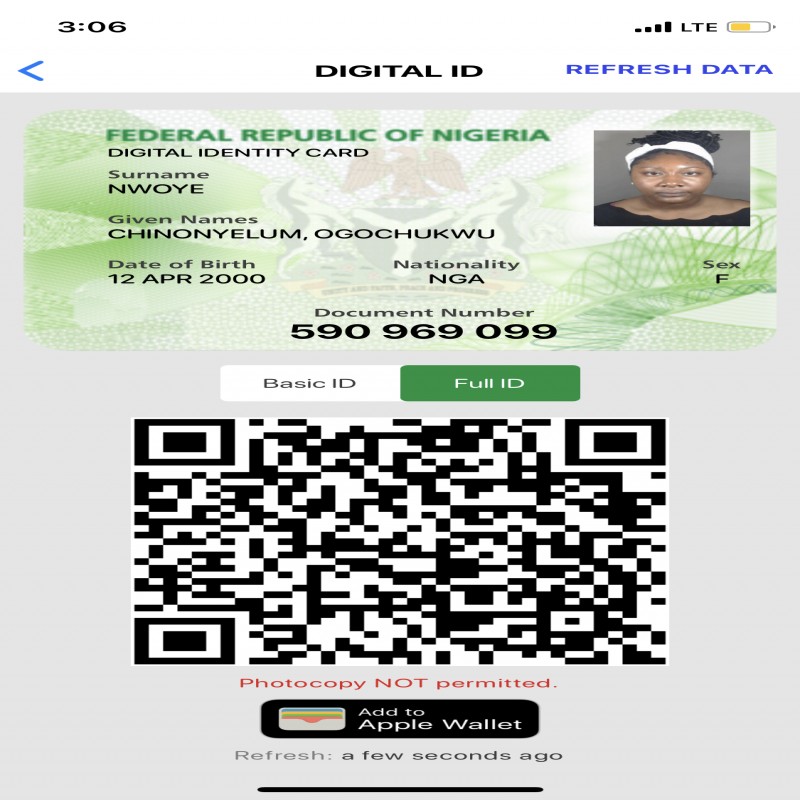 3:06 LTE
DIGITAL ID REFRESH DATA
FEDERAL REPUBLIC OF NIGERIA
DIGITAL IDENTITY CARD
Surname
NWOYE
Given Names
CHINONYELUM, OGOCHUKWU
Date of Birth Nationality Sex
12 APR 2000 NGA F
Document Number
590 969 099
Basic ID Full ID
Photocopy NOT permitted.
Add to
Apple Wallet
Refresh: a few seconds ago